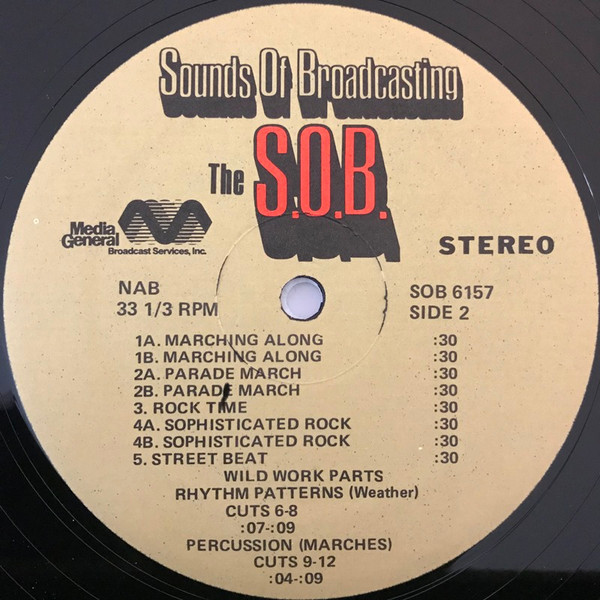 Sounds Of Broadcasting
The S.O.B.
Media
General
Broadcast Services, Inc.
STEREO
NAB
33 1/3 RPM
SOB 6157
SIDE 2
1A. MARCHING ALONG :30
1B. MARCHING ALONG :30
2A. PARADE MARCH :30
2B. PARADE MARCH :30
3. ROCK TIME :30
4A. SOPHISTICATED ROCK :30
4B. SOPHISTICATED ROCK :30
5. STREET BEAT :30
WILD WORK PARTS
RHYTHM PATTERNS (Weather)
CUTS 6-8
:07-:09
PERCUSSION (MARCHES)
CUTS 9-12
:04-:09